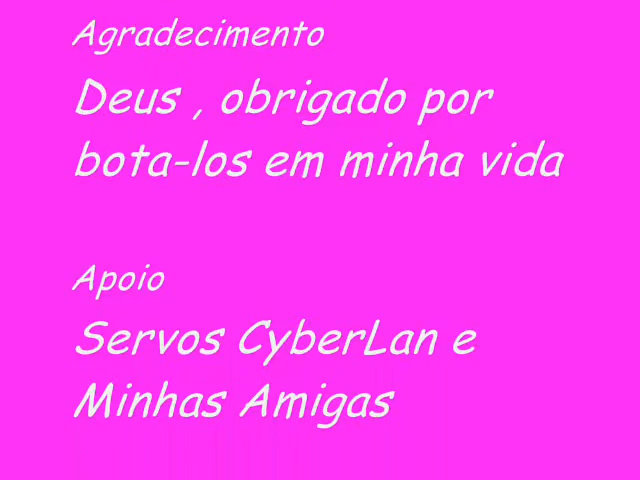 Agradecimento
Deus , obrigado por
bota-los em minha vida
Apoio
Servos CyberLan e
Minhas Amigas